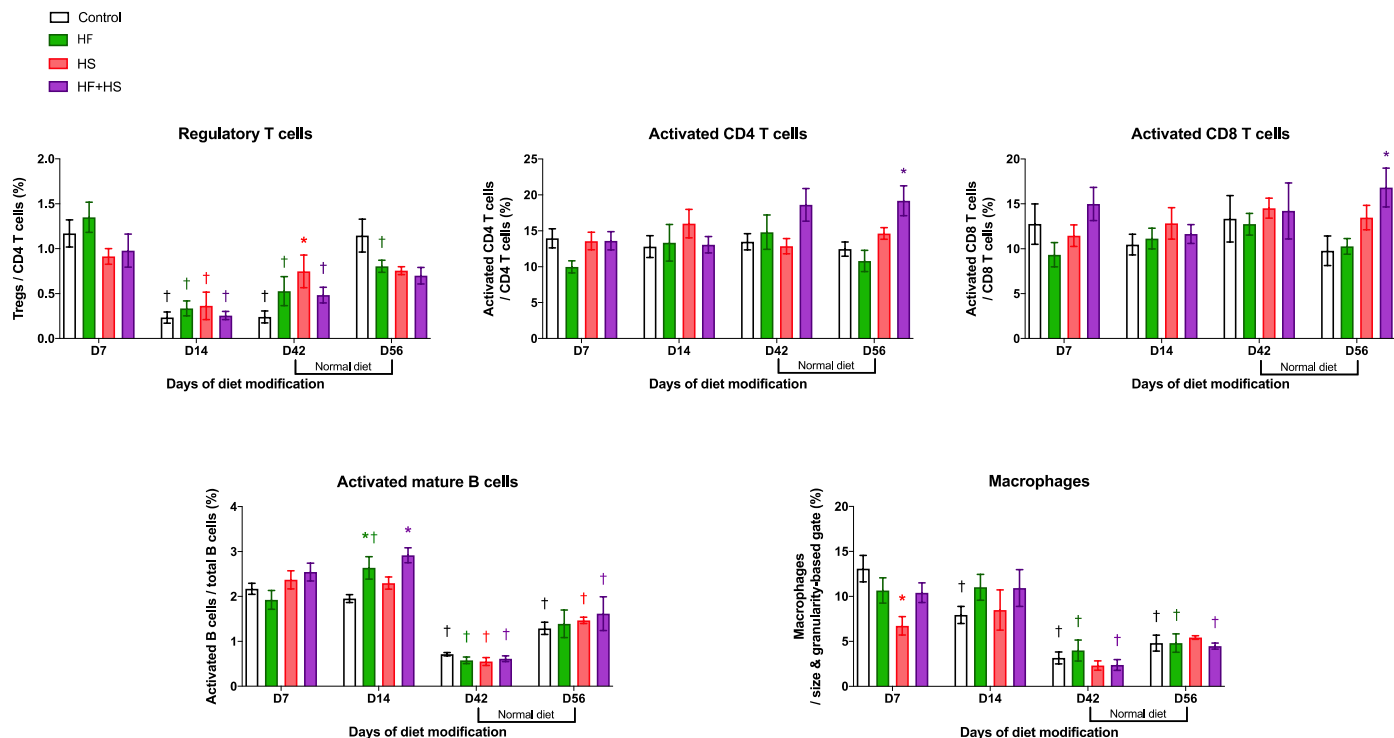 Control
HF
HS
HF+HS
Regulatory T cells
Tregs / CD4 T cells (%)
2.0
1.5
1.0
0.5
0.0
† † † †
† † * †
†
D7 D14 D42 D56
Normal diet
Days of diet modification
Activated CD4 T cells
Activated CD4 T cells
/ CD4 T cells (%)
25
20
15
10
5
0
*
D7 D14 D42 D56
Normal diet
Days of diet modification
Activated CD8 T cells
Activated CD8 T cells
/ CD8 T cells (%)
20
15
10
5
0
*
D7 D14 D42 D56
Normal diet
Days of diet modification
Activated mature B cells
Activated B cells / total B cells (%)
4
3
2
1
0
*† *
† † † †
† † †
D7 D14 D42 D56
Normal diet
Days of diet modification
Macrophages
Macrophages
/ size & granularity-based gate (%)
20
15
10
5
0
*
†
† † †
† † †
D7 D14 D42 D56
Normal diet
Days of diet modification